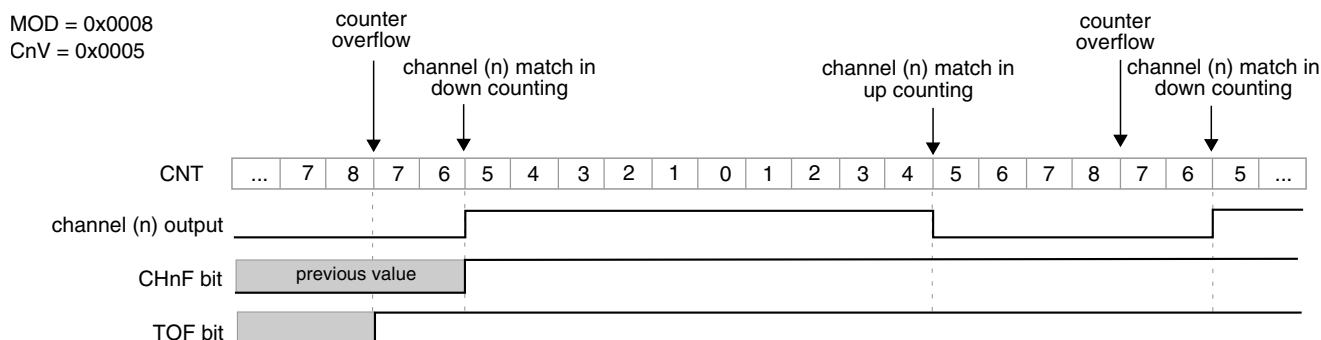 MOD = 0x0008
CnV = 0x0005
counter
overflow
channel (n) match in
down counting
channel (n) match in
up counting
counter
overflow
channel (n) match in
down counting
CNT ... 7 8 7 6 5 4 3 2 1 0 1 2 3 4 5 6 7 8 7 6 5 ...
channel (n) output
CHnF bit previous value
TOF bit